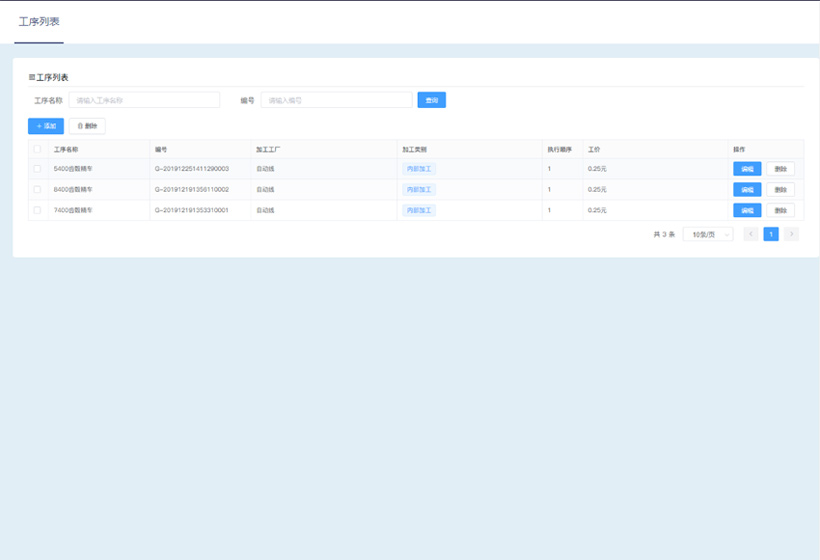 工序列表
工序列表
工序名称 请输入工序名称 编号 请输入编号 查询
+ 添加 删除
工序名称 编号 加工工厂 加工类别 执行顺序 工价 操作
5400齿毂精车 G-201912251411290003 自动线 内部加工 1 0.25元 编辑 删除
6400齿毂精车 G-201912191356110002 自动线 内部加工 1 0.25元 编辑 删除
7400齿毂精车 G-201912191353310001 自动线 内部加工 1 0.25元 编辑 删除
共 3 条 10条/页 < 1 >